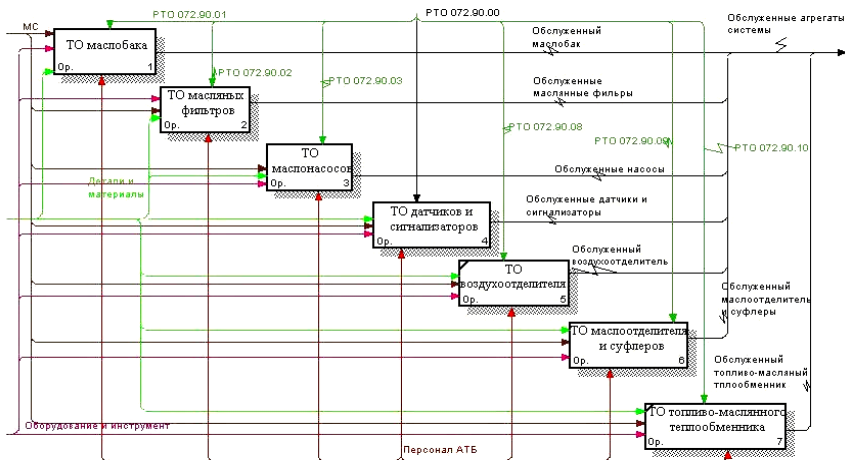 РТО 072.90.01
РТО 072.90.00
Обслуженные агрегаты
системы
МС
ТО маслобака
0р.
1
Обслуженный
маслобак
РТО 072.90.02
РТО 072.90.03
Обслуженные
маслянные фильры
ТО масляных
фильтров
0р.
2
РТО 072.90.08
РТО 072.90.09
РТО 072.90.10
ТО
маслонасосов
0р.
3
Обслуженные насосы
Детали и
материалы
ТО датчиков и
сигнализаторов
0р.
4
Обслуженные датчики и
сигнализаторы
ТО
воздухоотделителя
0р.
5
Обслуженный
воздухоотделитель
Обслуженный
маслоотделитель
и суфлеры
ТО маслоотделителя
и суфлеров
0р.
6
Обслуженный
топливо-масляный
тплообменник
ТО топливо-маслянного
теплообменника
0р.
7
Оборудование и инструмент
Персонал АТБ